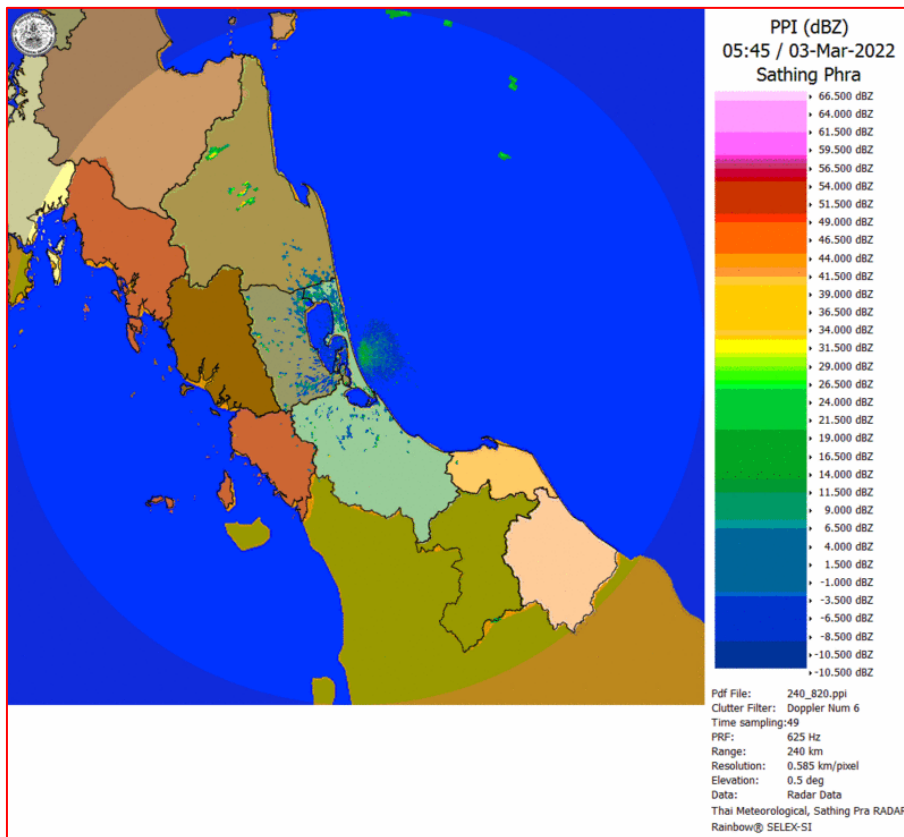 PPI (dBZ)
05:45 / 03-Mar-2022
Sathing Phra
66.500 dBZ
64.000 dBZ
61.500 dBZ
59.500 dBZ
56.500 dBZ
54.000 dBZ
51.500 dBZ
49.000 dBZ
46.500 dBZ
44.000 dBZ
41.500 dBZ
39.000 dBZ
36.500 dBZ
34.000 dBZ
31.500 dBZ
29.000 dBZ
26.500 dBZ
24.000 dBZ
21.500 dBZ
19.000 dBZ
14.000 dBZ
11.500 dBZ
9.000 dBZ
6.500 dBZ
4.000 dBZ
1.500 dBZ
-1.000 dBZ
-3.500 dBZ
-6.500 dBZ
-8.500 dBZ
-10.500 dBZ
-10.500 dBZ
Pdf File: 240_820.ppi
Clutter Filter: Doppler Num 6
Time sampling:49
PRF: 625 Hz
Range: 240 km
Resolution: 0.585 km/pixel
Elevation: 0.5 deg
Data: Radar Data
Thai Meteorological, Sathing Pra RADAR
Rainbow® SELEX-SI